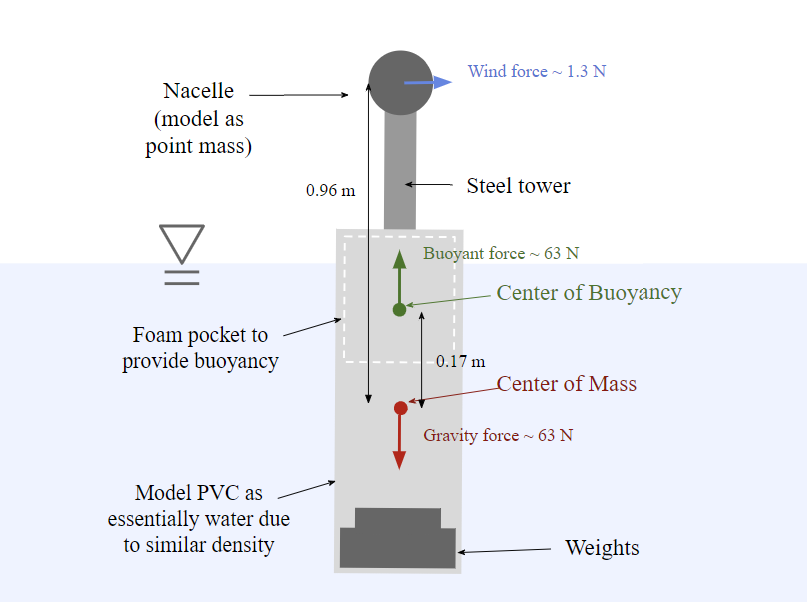 Wind force ~ 1.3 N
Nacelle
(model as
point mass)
Steel tower
0.96 m
Buoyant force ~ 63 N
Center of Buoyancy
Foam pocket to
provide buoyancy
0.17 m
Center of Mass
Gravity force ~ 63 N
Model PVC as
essentially water due
to similar density
Weights